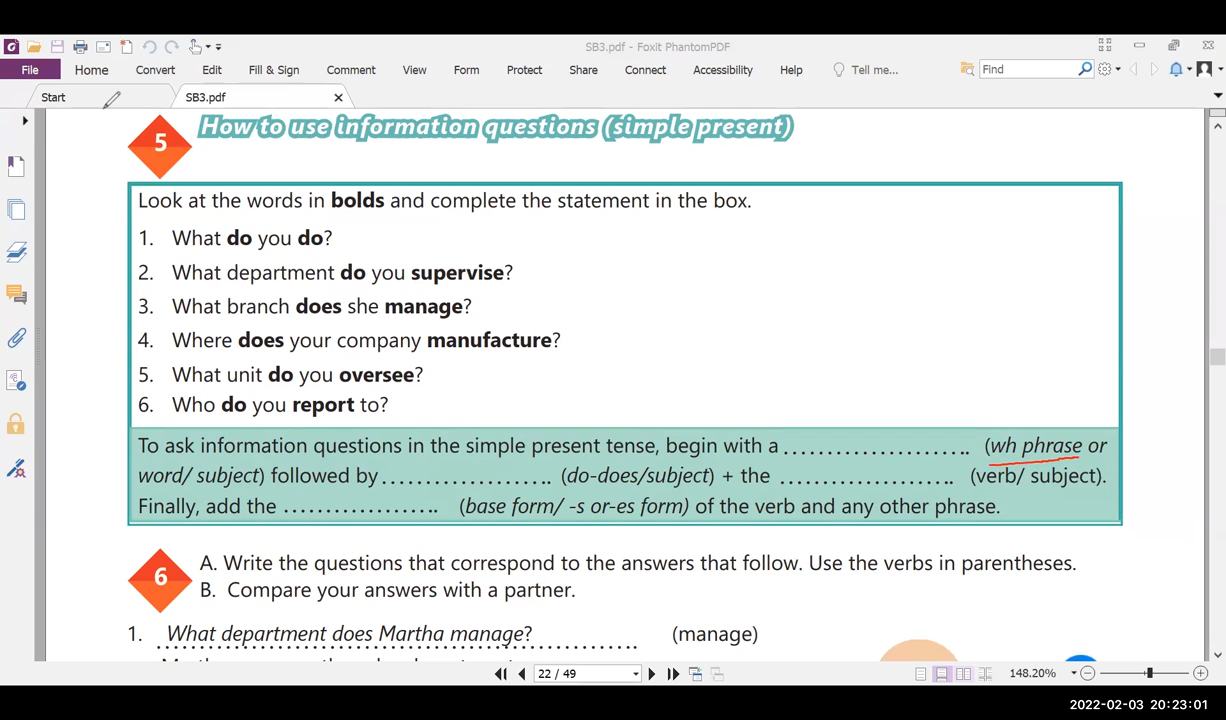 SB3.pdf - Foxit PhantomPDF
File Home Convert Edit Fill & Sign Comment View Form Protect Share Connect Accessibility Help Tell me... Find
Start SB3.pdf
5 How to use information questions (simple present)
Look at the words in bolds and complete the statement in the box.
1. What do you do?
2. What department do you supervise?
3. What branch does she manage?
4. Where does your company manufacture?
5. What unit do you oversee?
6. Who do you report to?
To ask information questions in the simple present tense, begin with a ...................... (wh phrase or
word/ subject) followed by.................... (do-does/subject) + the .................... (verb/ subject).
Finally, add the .................. (base form/ -s or-es form) of the verb and any other phrase.
6 A. Write the questions that correspond to the answers that follow. Use the verbs in parentheses.
B. Compare your answers with a partner.
1. What department does Martha manage? (manage)
22 / 49 148.20%
2022-02-03 20:23:01